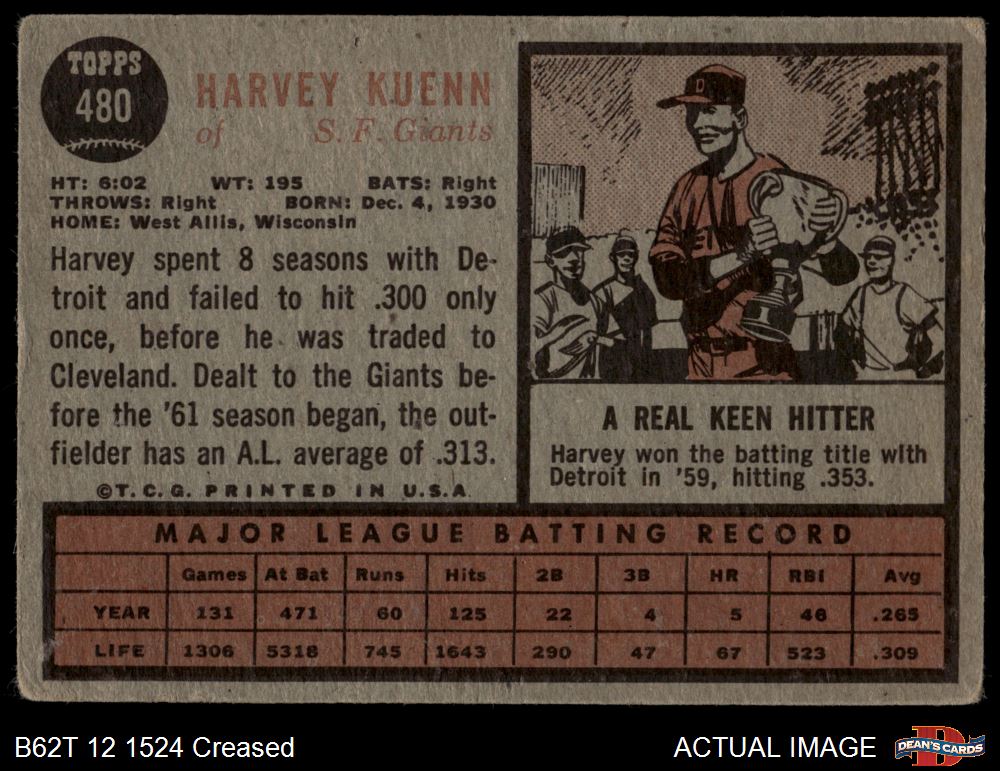 TOPPS
480
HARVEY KUENN
of S. F. Giants
HT: 6:02 WT: 195 BATS: Right
THROWS: Right BORN: Dec. 4, 1930
HOME: West Allis, Wisconsin
Harvey spent 8 seasons with De-
troit and failed to hit .300 only
once, before he was traded to
Cleveland. Dealt to the Giants be-
fore the '61 season began, the out-
fielder has an A.L. average of .313.
©T.C.G. PRINTED IN U.S.A.
D
A REAL KEEN HITTER
Harvey won the batting title with
Detroit in '59, hitting .353.
MAJOR LEAGUE BATTING RECORD
Games At Bat Runs Hits 2B 3B HR RBI Avg
YEAR 131 471 60 125 22 4 5 46 .265
LIFE 1306 5318 745 1643 290 47 67 523 .309
B62T 12 1524 Creased
ACTUAL IMAGE
DEAN'S CARDS